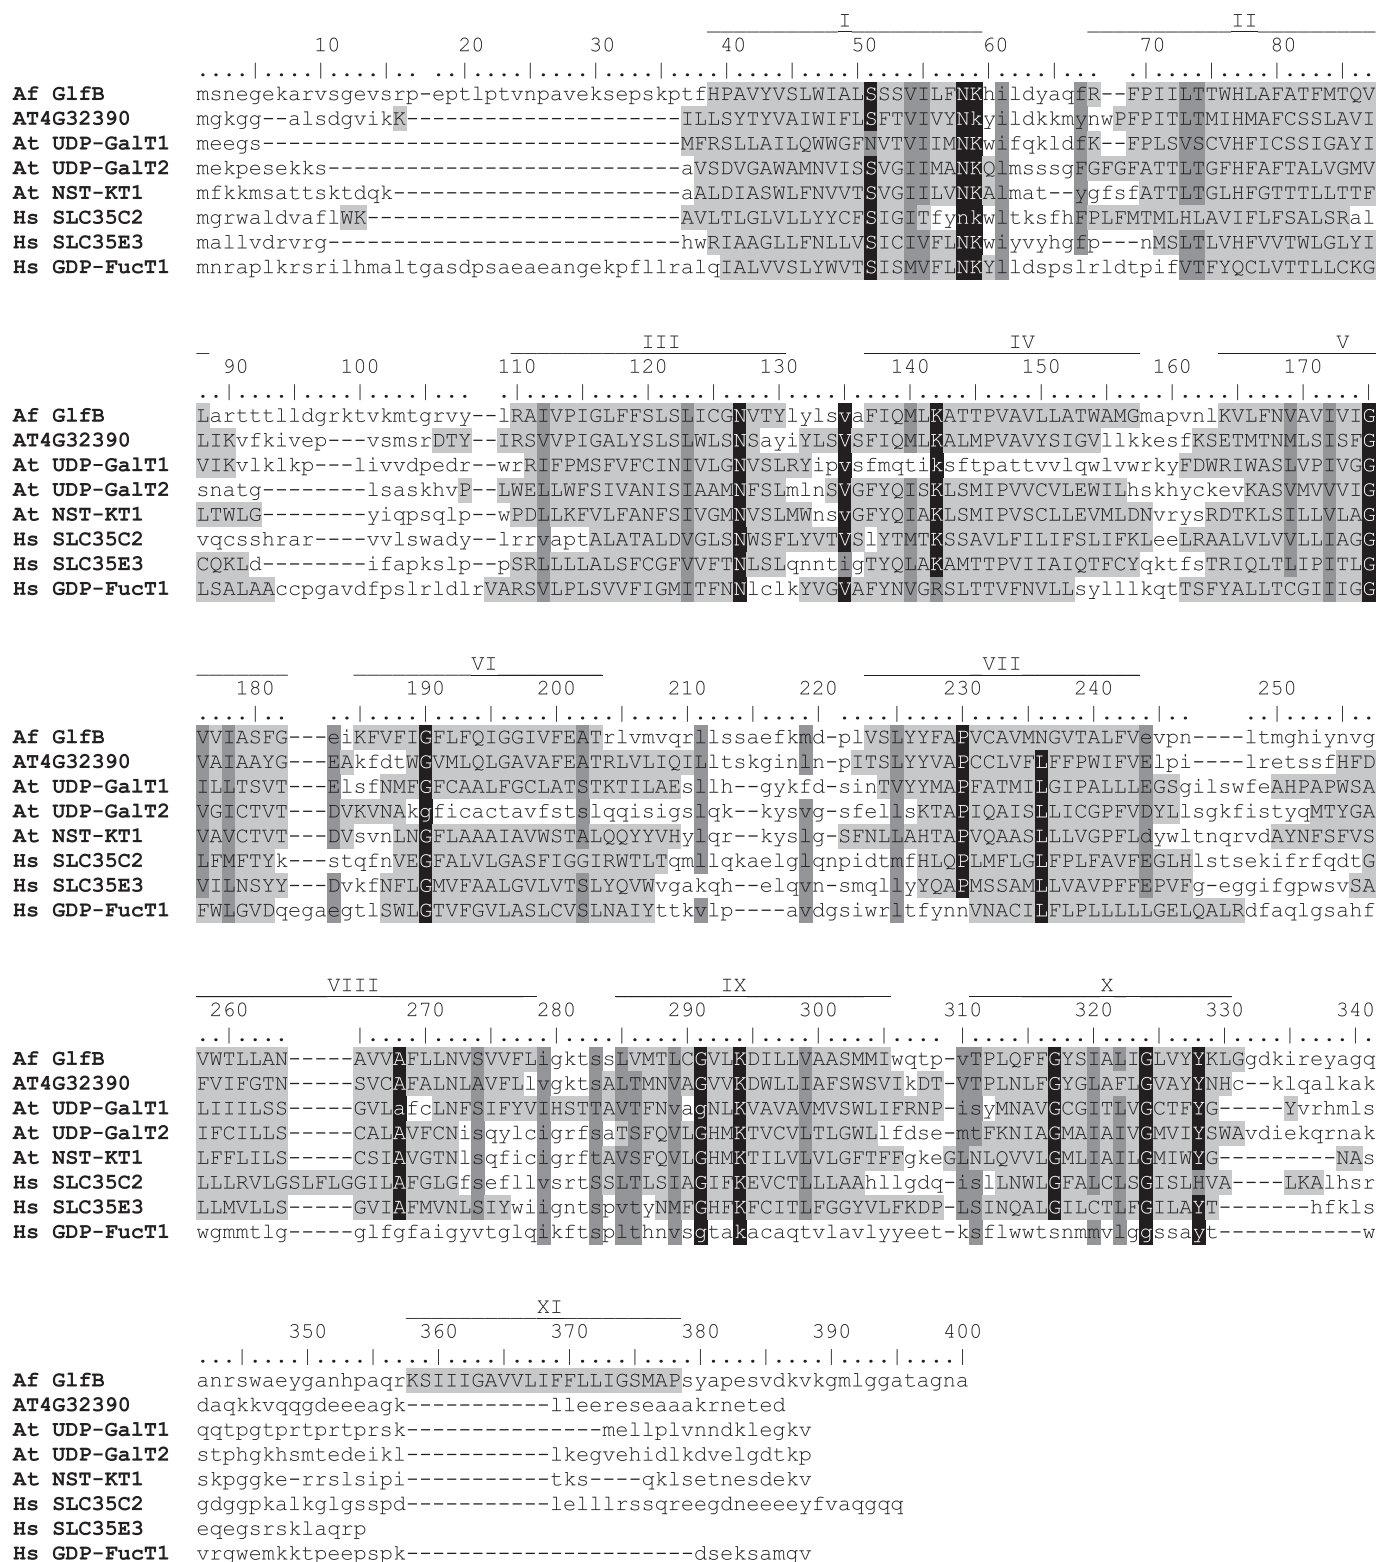 I II
10 20 30 40 50 60 70 80
Af GlfB msnegekarvsgevsrp-eptlptvnpaveksepskptfHPAVYVSLWIALSSSVILFNKhildyaqfR--FPIILTTWHLAFATFMTQV
AT4G32390 mgkgg--alsdgvikK---------------------ILLSYTYVAIWIFLSFTVIVYNkyildkkmynwPFPITLTMIHMAFCSSLAVI
At UDP-GalT1 meegs--------------------------------MFRSLLAILQWWGFNVTVIIMNKwifqkldfK--FPLSVSCVHFICSSIGAYI
At UDP-GalT2 mekpesekks---------------------------aVSDVGAWAMNVISSVGIIMANKQlmsssgFGFGFATTLTGFHFAFTALVGMV
At NST-KT1 mfkkmsattsktdqk----------------------aALDIASWLFNVVTSVGIILVNKALmat--ygfsfATTLTGLHFGTTTLLTTF
Hs SLC35C2 mgrwaldvaflWK------------------------AVLTLGLVLLYYCFSIGITfynkwltksfhFPLFMTMLHLAVIFLFSALSRal
Hs SLC35E3 mallvdrvrg---------------------------hwRIAAGLLFNLLVSICIVFLNKwiyvyhgfp--nMSLTLVHFVVTWLGLYI
Hs GDP-FucT1 mnraplkrsrilhmaltgasdpsaeaeangekpfllralqIALVVSLYWVTSISMVFLNKYlldspslrldtpifVTFYQCLVTTLLCKG
III IV V
90 100 110 120 130 140 150 160 170
Af GlfB Lartttlldgrktvkmtgrvy--lRAIVPIGLFFSLSLICGNVTYlylsvaFIQMLKATTPVAVLLATWAMGmapvnlKVLFNVAVIVIG
AT4G32390 LIKvfkivep---vsmsrDTY--IRSVVPIGALYSLSLWLSNSayiYLSVSFIQMLKALMPVAVYSIGVllkkesfKSETMTNMLSISFG
At UDP-GalT1 VIKvlklkp---livvdpedr--wrRIFPMSFVFCINIVLGNVSLRYipvsfmqtiksftpattvvlqwlvwrkyFDWRIWASLVPIVGG
At UDP-GalT2 snatg--------lsaskhvP--LWELLWFSIVANISIAAMNFSLmlnSVGFYQISKLSMIPVVCVLEWILhskhyckevKASVMVVVIG
At NST-KT1 LTWLG--------yiqpsqlp--wPDLLKFVLFANFSIVGMNVSLMWnsvGFYQIAKLSMIPVSCLLEVMLDNvrysRDTKLSILLVLAG
Hs SLC35C2 vqcsshrar----vvlswady--lrrvaptALATALDVGLSNWSFLYVTVSlYTMTKSSAVLFILIFSLIFKLeeLRAALVLVVLLIAGG
Hs SLC35E3 CQKLd--------ifapkslp--pSRLLLLALSFCGFVVFTNLSLqnntigTYQLAKAMTTPVIIAIQTFCYqktfsTRIQLTLIPITLG
Hs GDP-FucT1 LSALAAccpgavdfpslrldlrVARSVLPLSVVFIGMITFNNlclkYVGVAFYNVGRSLTTVFNVLLsylllkqtTSFYALLTCGIIIGG
VI VII
180 190 200 210 220 230 240 250
Af GlfB VVIASFG---eiKFVFIGFLFQIGGIVFEATrlvmvqrllssaefkmd-plVSLYYFAPVCAVMNGVTALFVevpn----ltmghiynvg
AT4G32390 VAIAAYG---EAkfdtWGVMLQLGAVAFEATRLVLIQILltskginln-pITSLYYVAPCCLVFLFFPWIFVElpi----lretssfHFD
At UDP-GalT1 ILLTSVT---ElsfNMFGFCAALFGCLATSTKTILAEsllh--gykfd-sinTVYYMAPFATMILGIPALLLEGSgilswfeAHPAPWSA
At UDP-GalT2 VGICTVT---DVKVNAkgficactavfstslqqisigslqk--kysvg-sfellsKTAPIQAISLLICGPFVDYLlsgkfistyqMTYGA
At NST-KT1 VAVCTVT---DVsvnLNGFLAAAIAVWSTALQQYYVHylqr--kyslg-SFNLLAHTAPVQAASLLLVGPFLdywltnqrvdAYNFSFVS
Hs SLC35C2 LFMFTYk---stqfnVEGFALVLGASFIGGIRWTLTqmllqkaelglqnpidtmfHLQPLMFLGLFPLFAVFEGLHlstsekifrfqdtG
Hs SLC35E3 VILNSYY---DvkfNFLGMVFAALGVLVTSLYQVWvgakqh--elqvn-smqllyYQAPMSSAMLLVAVPFFEPVFg-eggifgpwsvSA
Hs GDP-FucT1 FWLGVDqegaegtlSWLGTVFGVLASLCVSLNAIYttkvlp----avdgsiwrltfynnVNACILFLPLLLLLGELQALRdfaqlgsahf
VIII IX X
260 270 280 290 300 310 320 330 340
Af GlfB VWTLLAN-----AVVAFLLNVSVVFLigktssLVMTLCGVLKDILLVAASMMIwqtp-vTPLQFFGYSIALIGLVYYKLGgdkireyagq
AT4G32390 FVIFGTN-----SVCAFALNLAVFLlvgktsALTMNVAGVVKDWLLIAFSWSVIkDT-VTPLNLFGYGLAFLGVAYYNHc--klqalkak
At UDP-GalT1 LIIILSS-----GVLafcLNFSIFYVIHSTTAVTFNvagNLKVAVAVMVSWLIFRNP-isyMNAVGCGITLVGCTFYG-----Yvrhmls
At UDP-GalT2 IFCILLS-----CALAVFCNisqylcigrfsaTSFQVLGHMKTVCVLTLGWLlfdse-mtFKNIAGMAIAIVGMVIYSWAvdiekqrnak
At NST-KT1 LFFLILS-----CSIAVGTNlsqficigrftAVSFQVLGHMKTILVLVLGFTFFgkeGLNLQVVLGMLIAILGMIWYG---------NAS
Hs SLC35C2 LLLRVLGSLFLGGILAFGLGfseFllvsrtSSLTLSIAGIFKEVCTLLLAAhllgdq-isllNWLGFALCLSGISLHVA----LKALhsr
Hs SLC35E3 LLMVLLS-----GVIAFMVNLSIYwiigntspvtyNMFGHFKFCITLFGGYVLFKDP-LSINQALGILCTLFGILAYT-------hfkls
Hs GDP-FucT1 wgmmtlg-----glfgfaigyvtglqikftsplthnvsgtakacaqtvlavlyyeet-ksflwwtsnmmvlggssayt-----------w
XI
350 360 370 380 390 400
Af GlfB anrswaeyganhpaqrKSIIIGAVVLIFFLLIGSMAPsyapesvdkvkgmlggatagna
AT4G32390 daqkkvqqgdeeeagk-----------lleereseaaakrneted
At UDP-GalT1 qqtpgtprtprtprsk---------------mellplvnndklegkv
At UDP-GalT2 stphgkhsmtedeikl-----------lkegvehidlkdvelgdtkp
At NST-KT1 skpggke-rrslsipi-----------tks----qklsetnesdekv
Hs SLC35C2 gdggpkalkglgsspd-----------lelllrssqreegdneeeeyfvaqgqq
Hs SLC35E3 eqegsrsklaqrp
Hs GDP-FucT1 vrgwemkktpeepspk----------------------dseksamgv